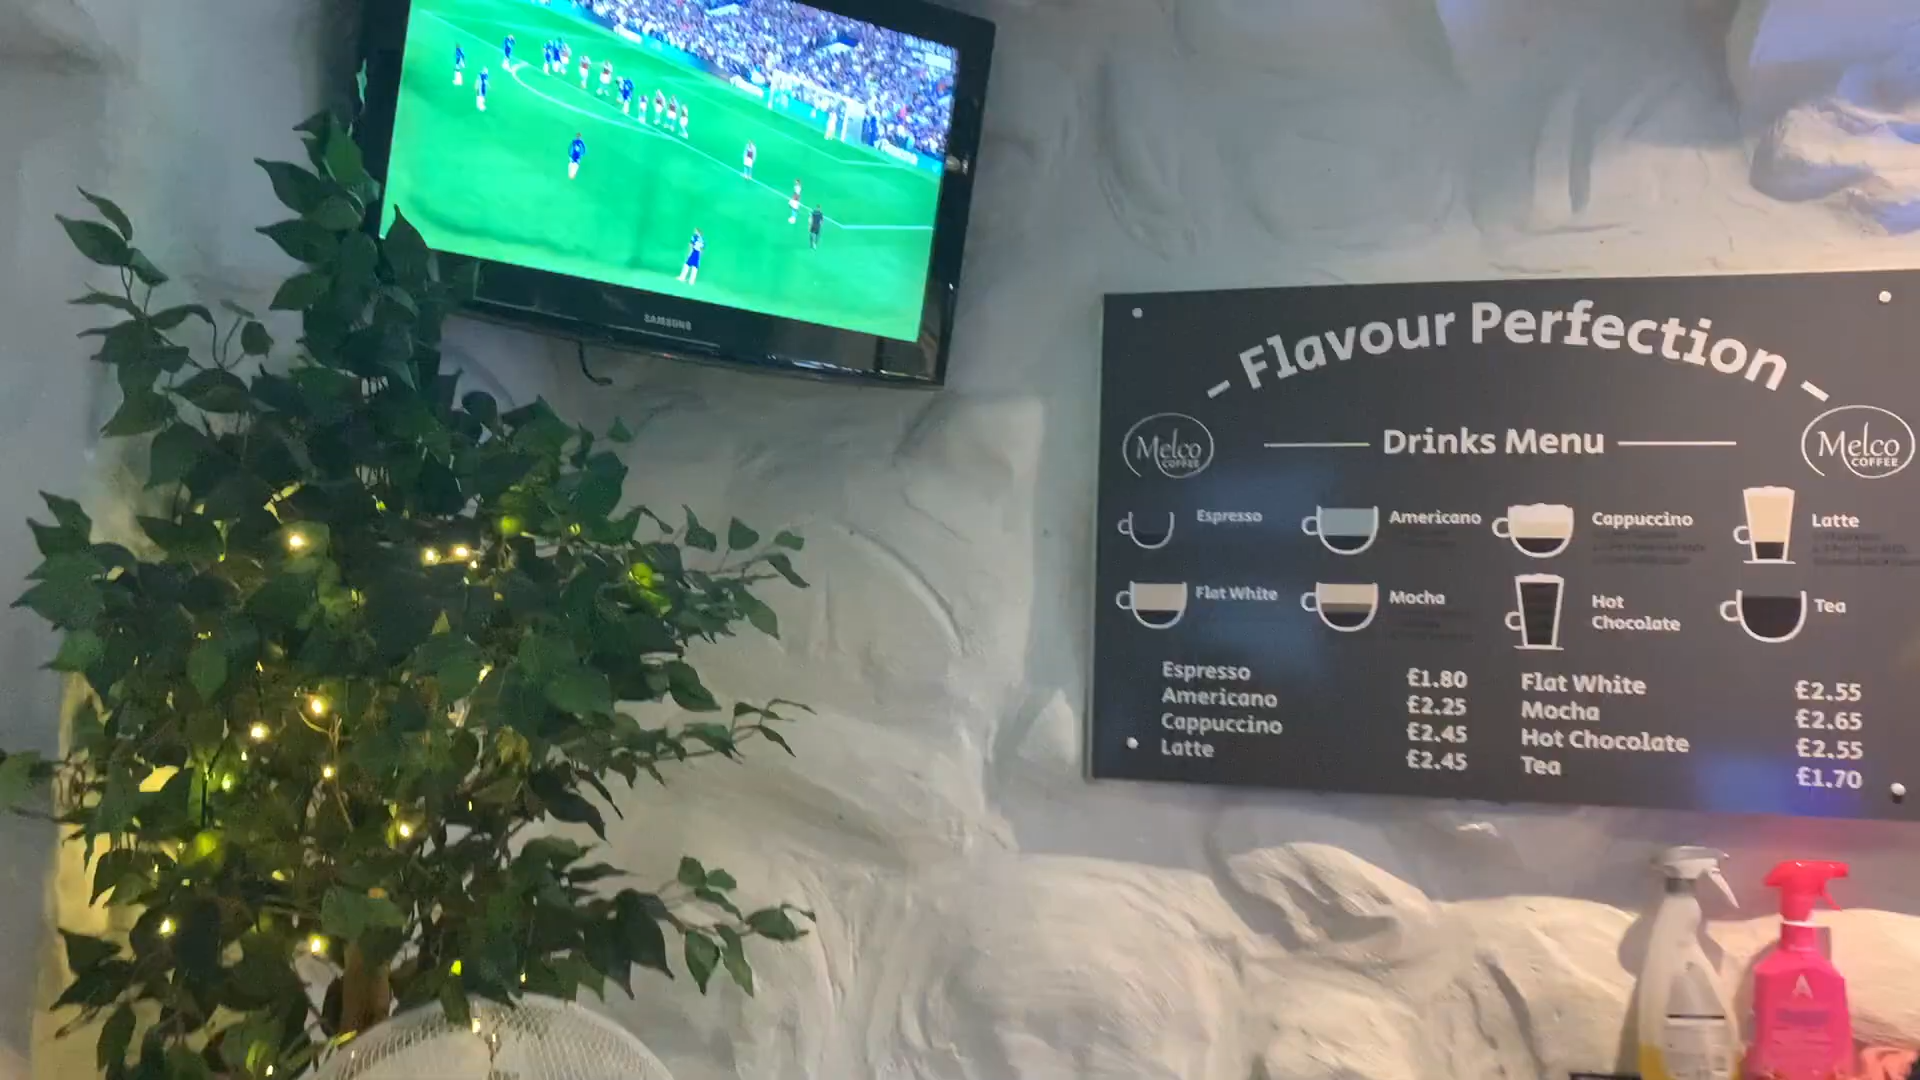 SAMSUNG
- Flavour Perfection -
Melco
COFFEE
Drinks Menu
Melco
COFFEE
Espresso
Americano
Cappuccino
Latte
Flat White
Mocha
Hot
Chocolate
Tea
Espresso £1.80
Americano £2.25
Cappuccino £2.45
Latte £2.45
Flat White £2.55
Mocha £2.65
Hot Chocolate £2.55
Tea £1.70